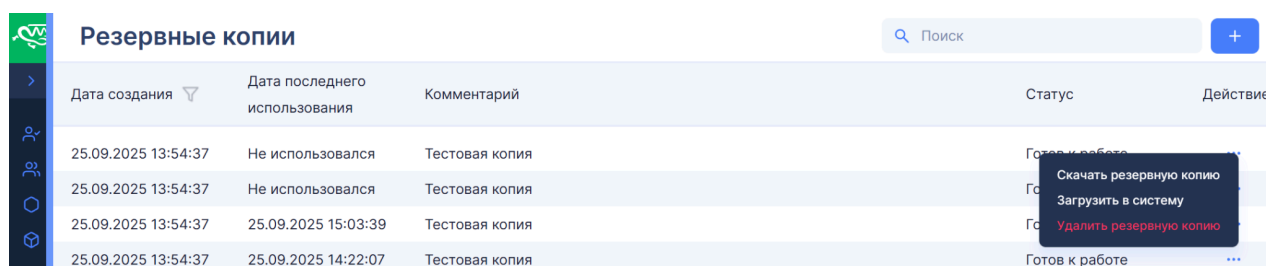 Резервные копии
Поиск
Дата создания
Дата последнего
использования
Комментарий
Статус
Действие
25.09.2025 13:54:37 Не использовался Тестовая копия Готов к работе
Скачать резервную копию
25.09.2025 13:54:37 Не использовался Тестовая копия
Загрузить в систему
25.09.2025 13:54:37 25.09.2025 15:03:39 Тестовая копия
Удалить резервную копию
25.09.2025 13:54:37 25.09.2025 14:22:07 Тестовая копия Готов к работе